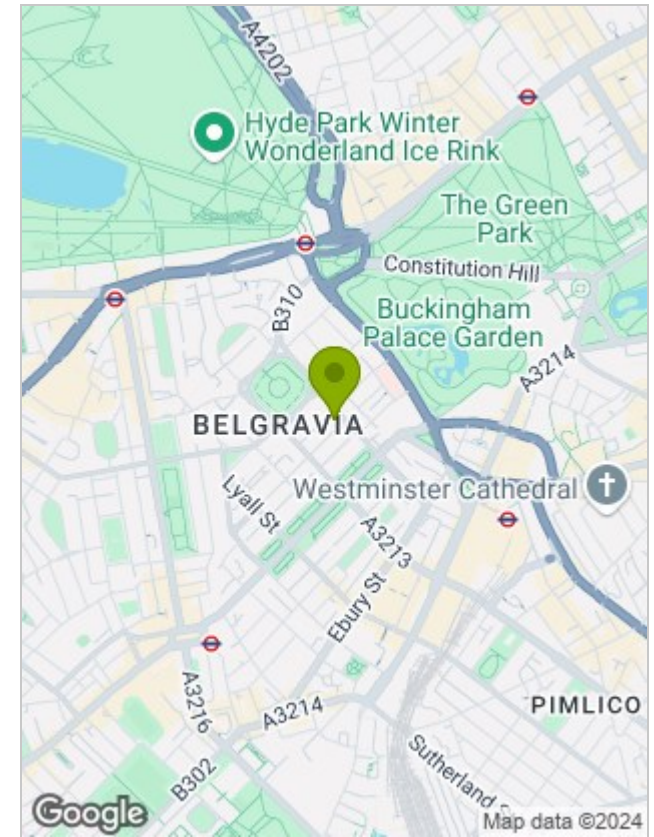 A4202
Hyde Park Winter
Wonderland Ice Rink
The Green
Park
Constitution Hill
B310
Buckingham
Palace Garden
A3214
BELGRAVIA
Lyall St
Westminster Cathedral
A3213
Ebury St
A3216
A3214
PIMLICO
B302
Sutherland
Google
Map data ©2024